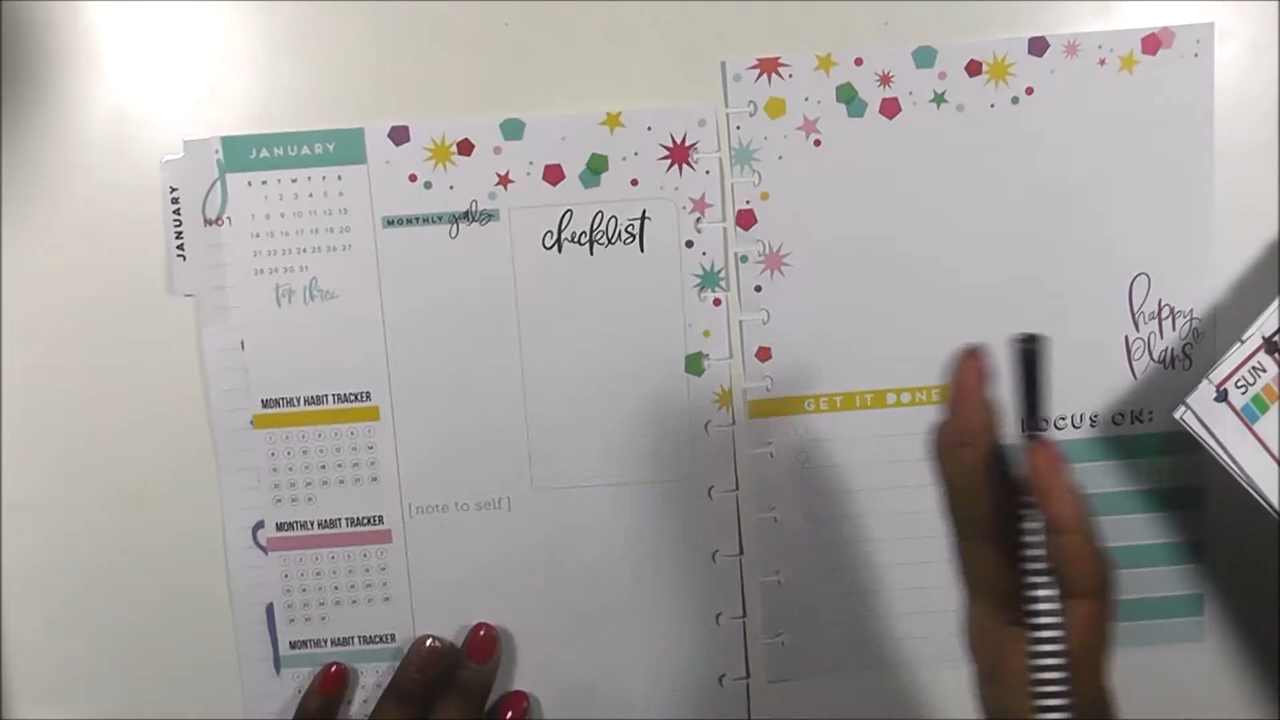 JANUARY
JANUARY
S M T W T F S
1 2 3 4 5 6
7 8 9 10 11 12 13
14 15 16 17 18 19 20
21 22 23 24 25 26 27
28 29 30 31
top three
MONTHLY HABIT TRACKER
MONTHLY HABIT TRACKER
MONTHLY HABIT TRACKER
MONTHLY goals
checklist
[note to self]
happy
plans
GET IT DONE
FOCUS ON:
SUN